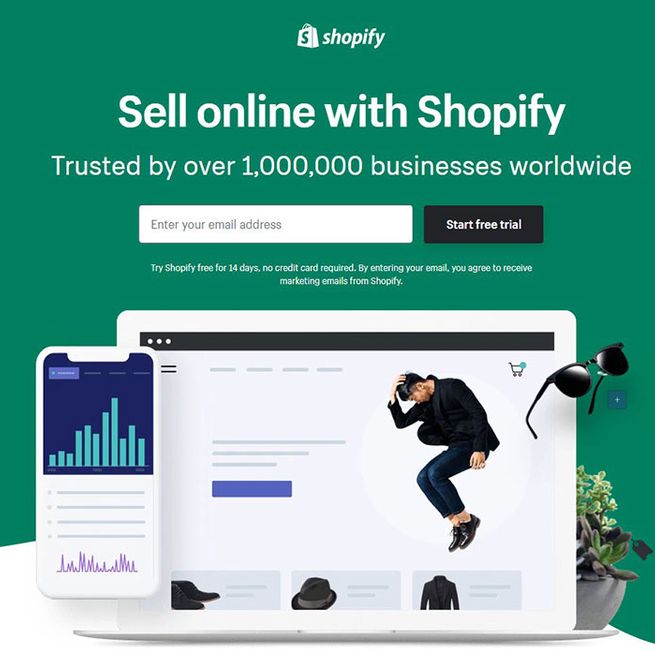 shopify
Sell online with Shopify
Trusted by over 1,000,000 businesses worldwide
Enter your email address
Start free trial
Try Shopify free for 14 days, no credit card required. By entering your email, you agree to receive
marketing emails from Shopify.